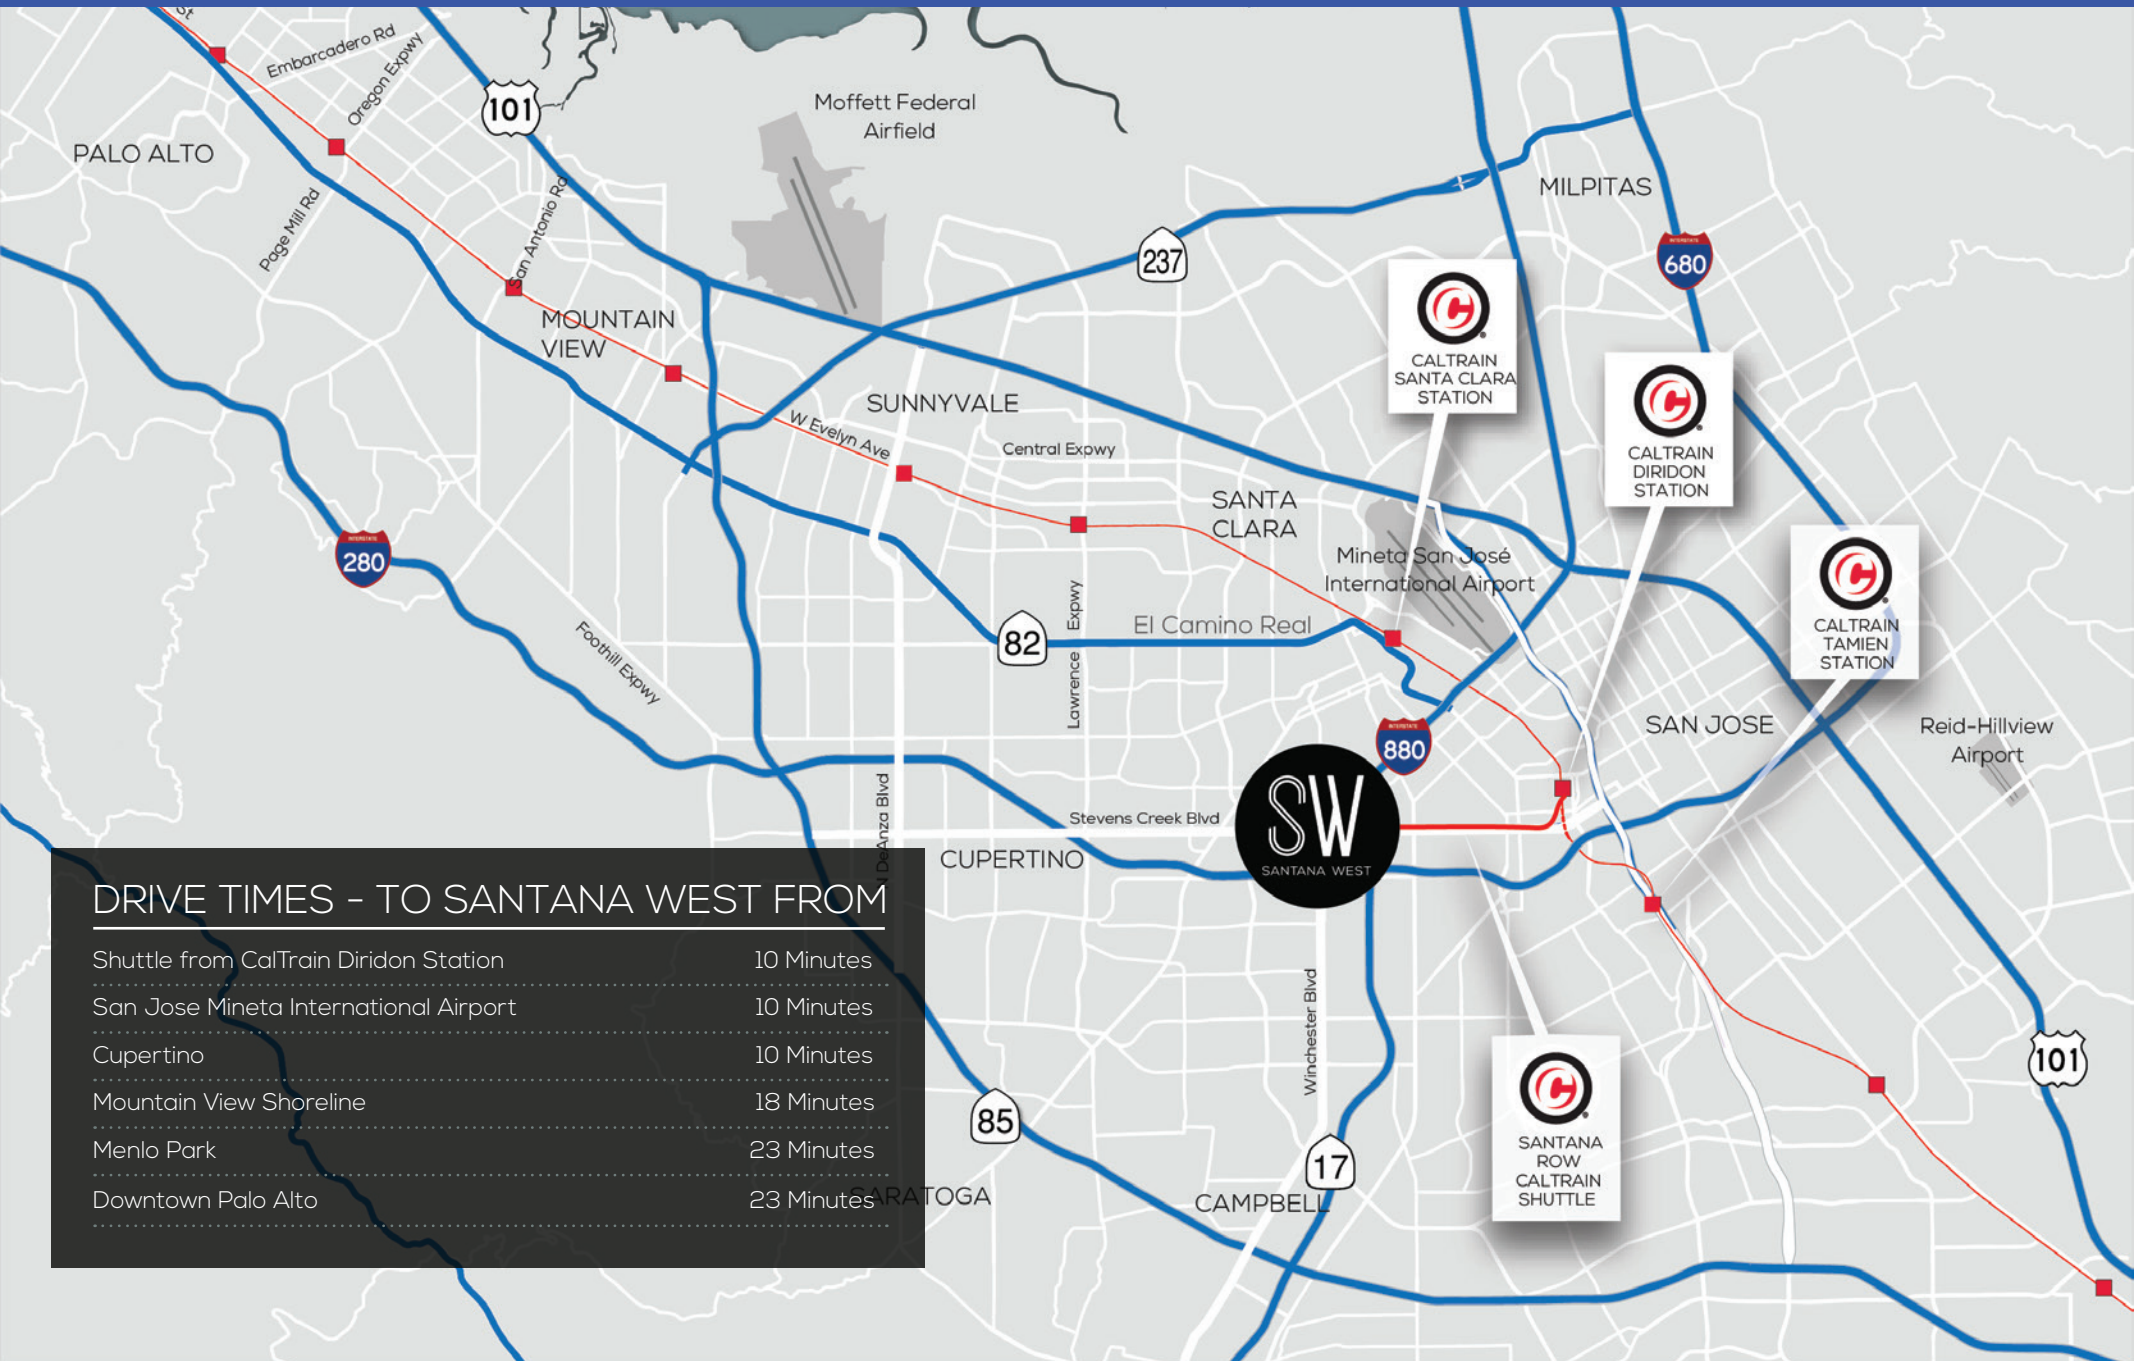 St
Embarcadero Rd
Oregon Expwy
101
Moffett Federal
Airfield
PALO ALTO
Page Mill Rd
San Antonio Rd
MILPITAS
237
INTERSTATE
680
MOUNTAIN
VIEW
CALTRAIN
SANTA CLARA
STATION
SUNNYVALE
W Evelyn Ave
Central Expwy
CALTRAIN
DIRIDON
STATION
SANTA
CLARA
INTERSTATE
280
Mineta San José
International Airport
CALTRAIN
TAMIEN
STATION
Foothill Expwy
82
El Camino Real
Lawrence Expwy
SAN JOSE
Reid-Hillview
Airport
INTERSTATE
880
N DeAnza Blvd
Stevens Creek Blvd
SW
SANTANA WEST
CUPERTINO
DRIVE TIMES - TO SANTANA WEST FROM
Shuttle from CalTrain Diridon Station 10 Minutes
San Jose Mineta International Airport 10 Minutes
Cupertino 10 Minutes
Mountain View Shoreline 18 Minutes
Menlo Park 23 Minutes
Downtown Palo Alto 23 Minutes
Winchester Blvd
101
85
SANTANA
ROW
CALTRAIN
SHUTTLE
17
SARATOGA
CAMPBELL